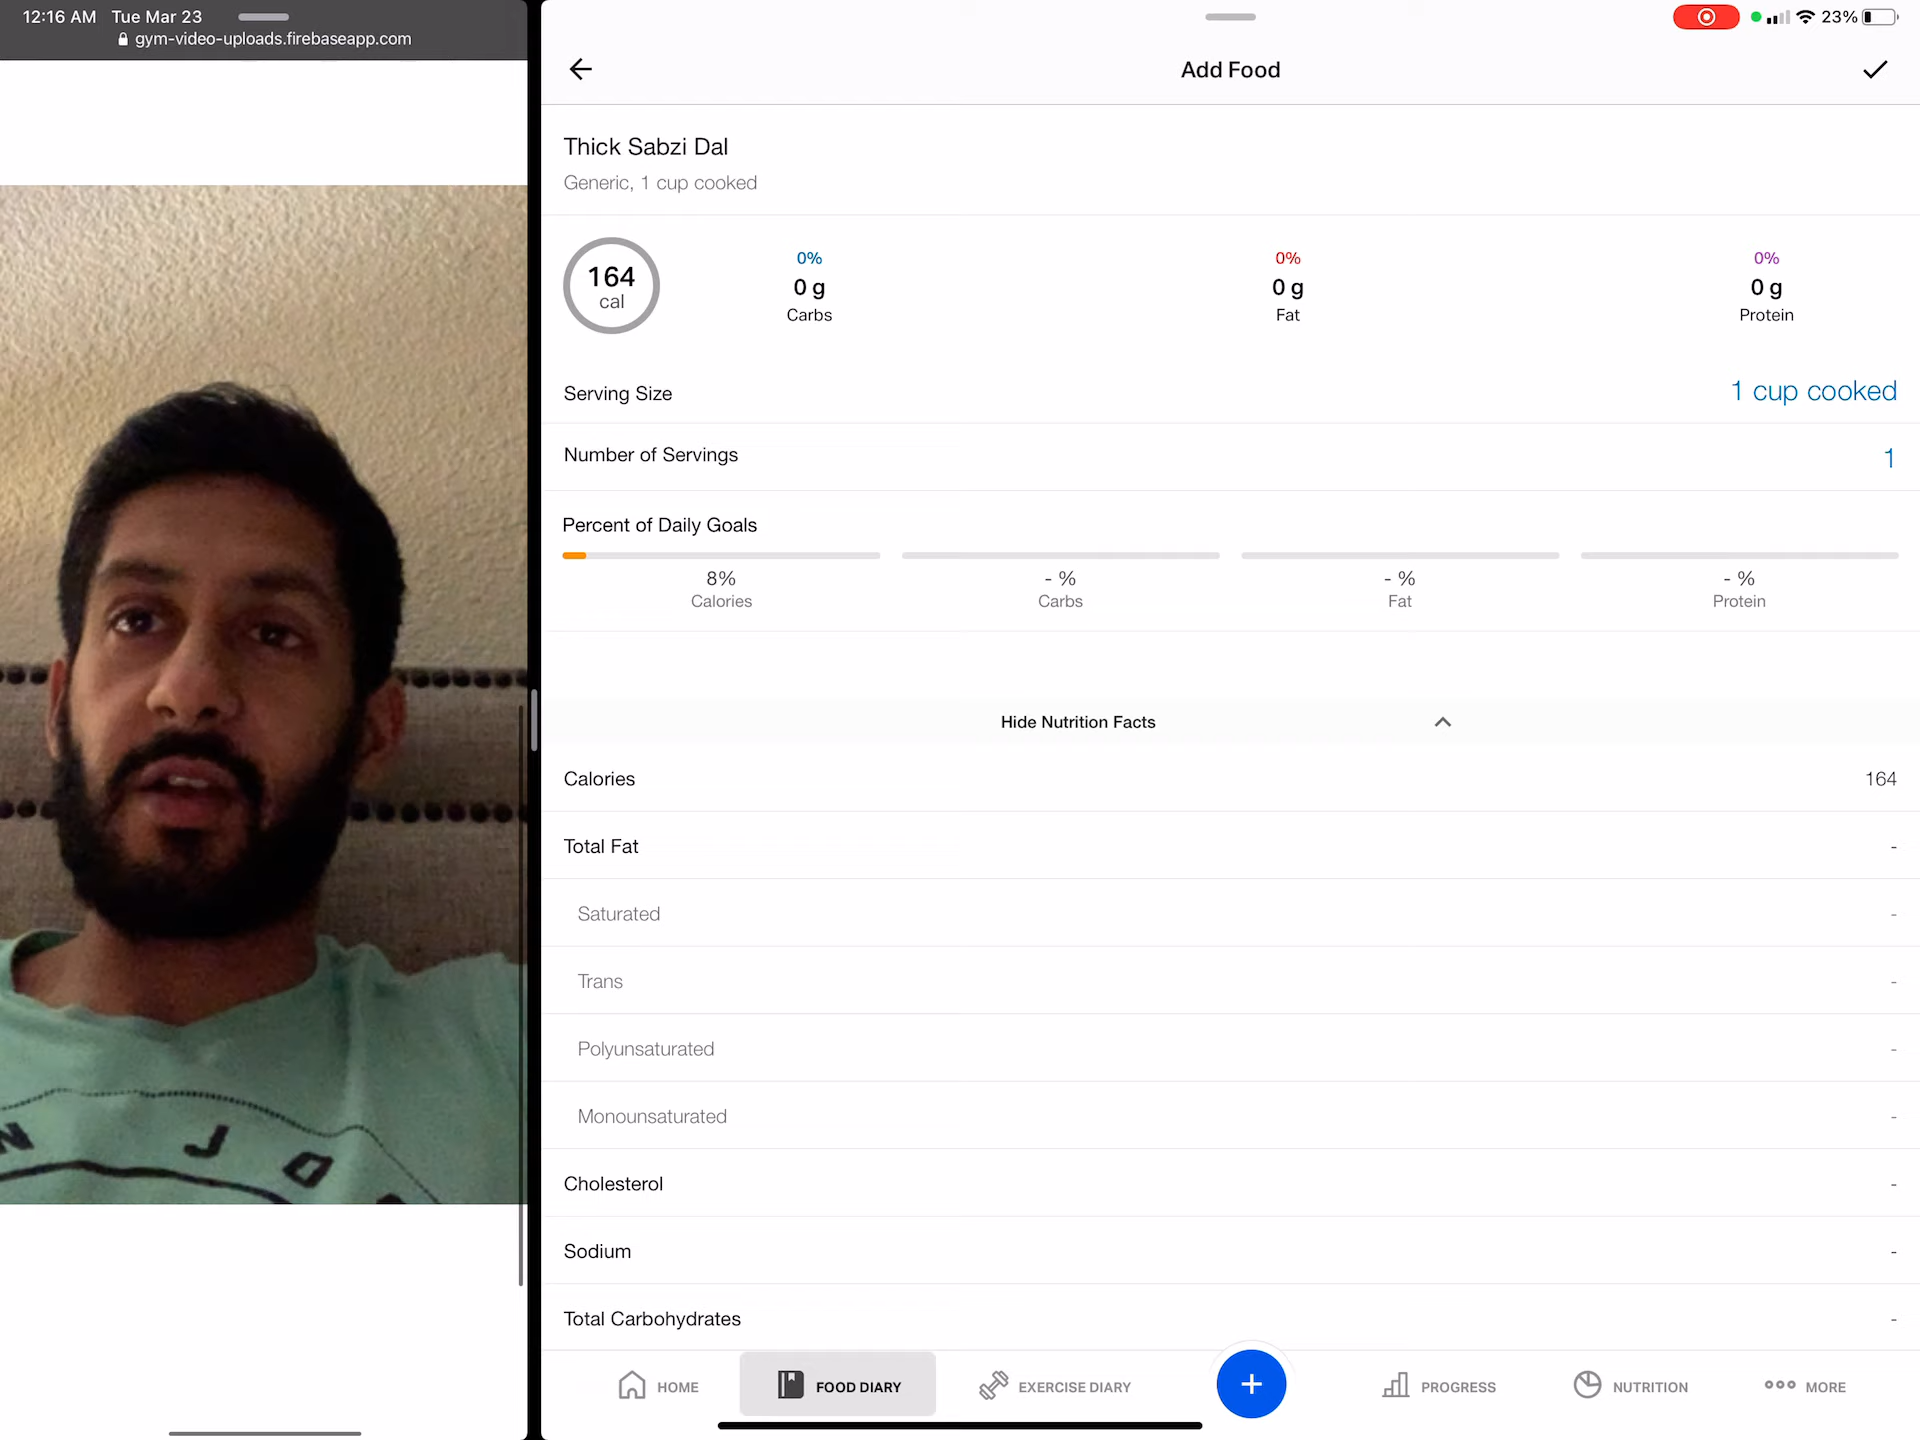 12:16 AM Tue Mar 23
gym-video-uploads.firebaseapp.com
23%
Add Food
Thick Sabzi Dal
Generic, 1 cup cooked
164
cal
0%
0 g
Carbs
0%
0 g
Fat
0%
0 g
Protein
Serving Size
1 cup cooked
Number of Servings
1
Percent of Daily Goals
8%
Calories
- %
Carbs
- %
Fat
- %
Protein
Hide Nutrition Facts
Calories 164
Total Fat -
Saturated -
Trans -
Polyunsaturated -
Monounsaturated -
Cholesterol -
Sodium -
Total Carbohydrates -
HOME
FOOD DIARY
EXERCISE DIARY
+
PROGRESS
NUTRITION
MORE
N JO